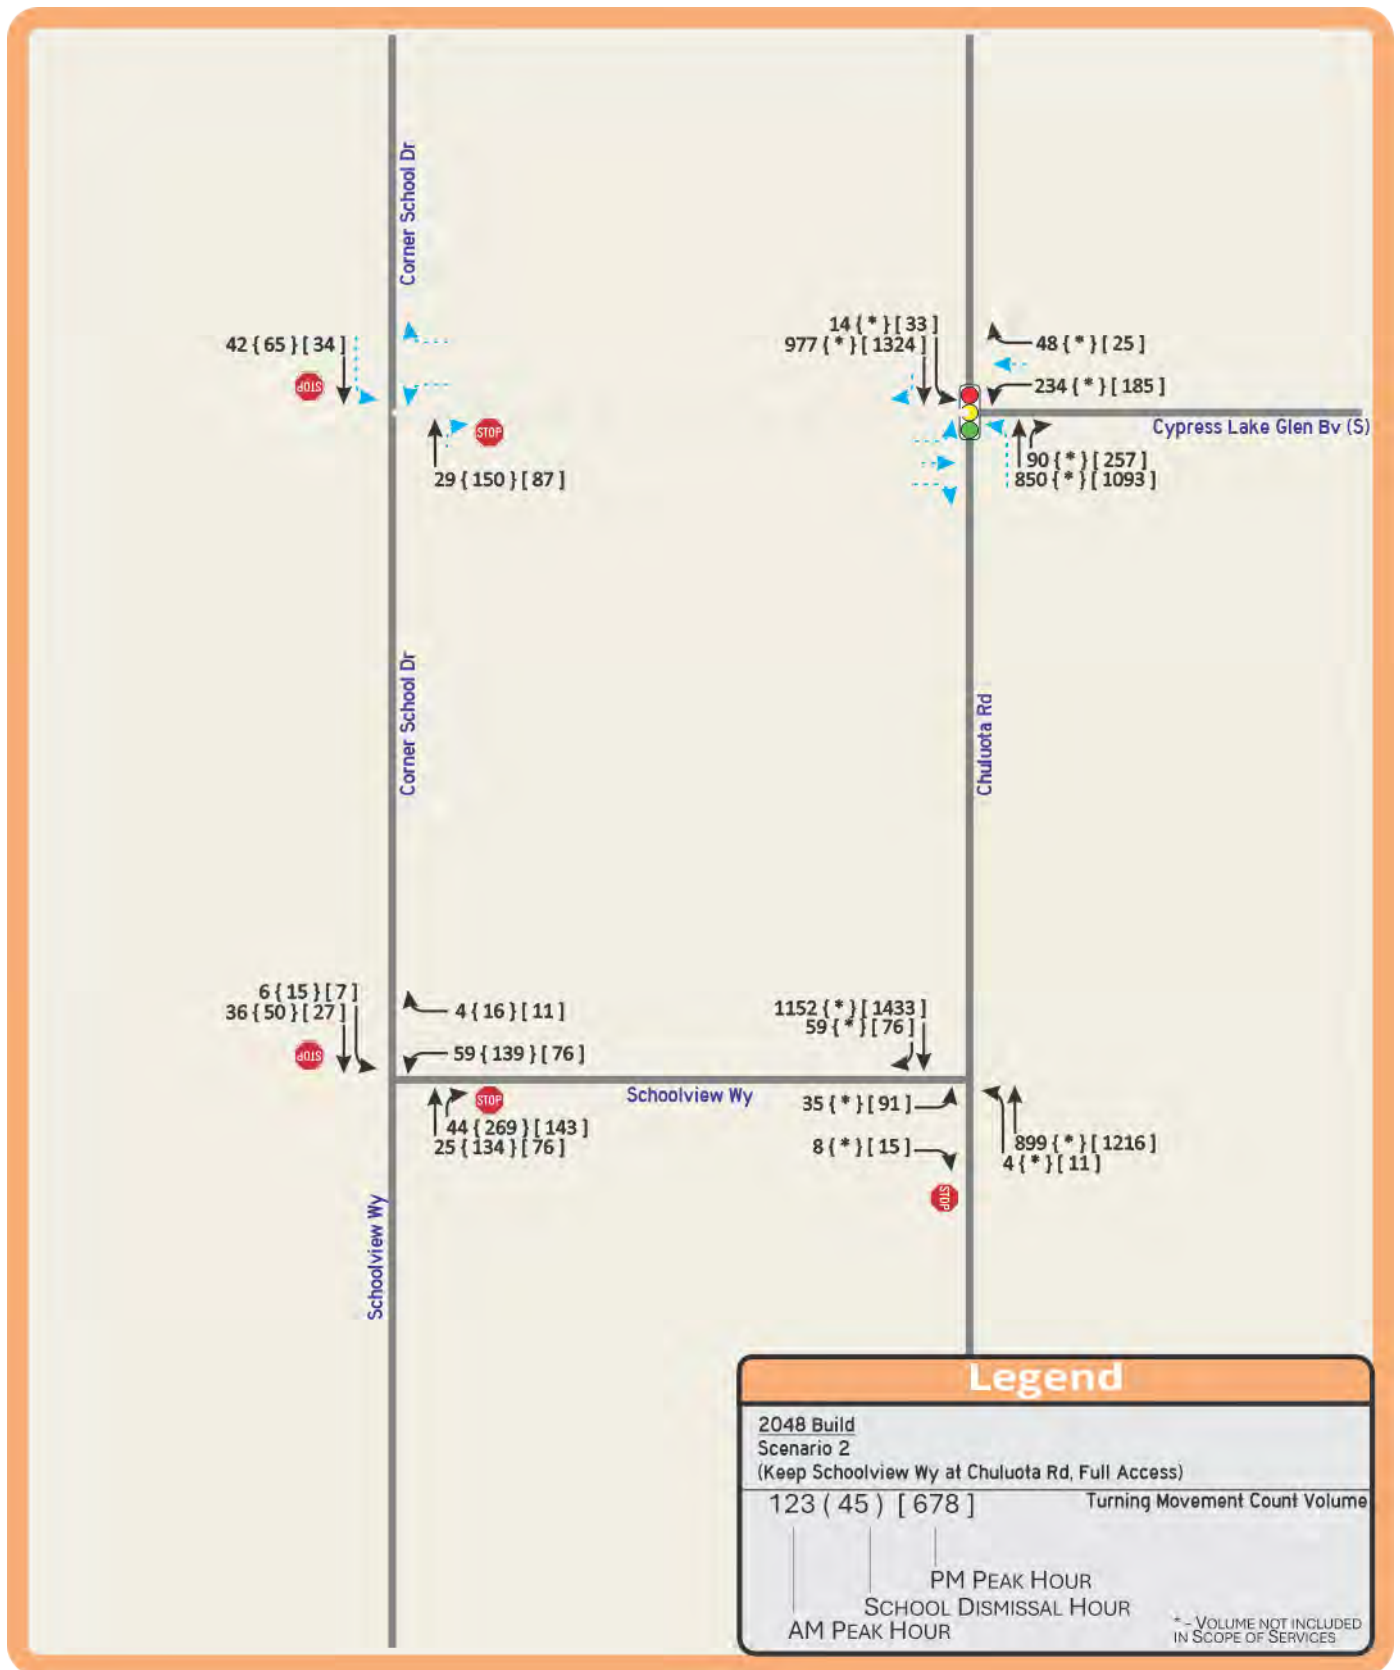 Corner School Dr
14 { * } [ 33 ]
977 { * } [ 1324 ]
48 { * } [ 25 ]
42 { 65 } [ 34 ]
STOP
234 { * } [ 185 ]
Cypress Lake Glen Bv (S)
STOP
29 { 150 } [ 87 ]
90 { * } [ 257 ]
850 { * } [ 1093 ]
Corner School Dr
Chuluota Rd
6 { 15 } [ 7 ]
36 { 50 } [ 27 ]
STOP
4 { 16 } [ 11 ]
59 { 139 } [ 76 ]
1152 { * } [ 1433 ]
59 { * } [ 76 ]
Schoolview Wy
STOP
44 { 269 } [ 143 ]
25 { 134 } [ 76 ]
35 { * } [ 91 ]
8 { * } [ 15 ]
STOP
899 { * } [ 1216 ]
4 { * } [ 11 ]
Schoolview Wy
Legend
2048 Build
Scenario 2
(Keep Schoolview Wy at Chuluota Rd, Full Access)
123 ( 45 ) [ 678 ] Turning Movement Count Volume
PM PEAK HOUR
SCHOOL DISMISSAL HOUR
AM PEAK HOUR
* - VOLUME NOT INCLUDED
IN SCOPE OF SERVICES